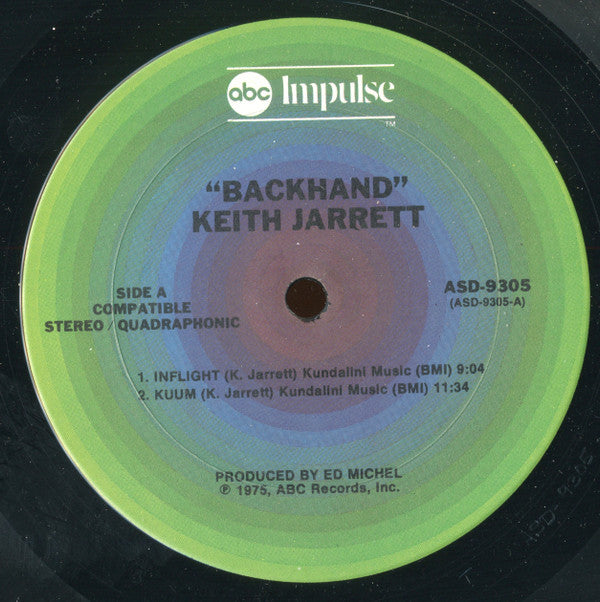 abc Impulse
TM
"BACKHAND"
KEITH JARRETT
SIDE A
COMPATIBLE
STEREO/QUADRAPHONIC
ASD-9305
(ASD-9305-A)
1. INFLIGHT (K. Jarrett) Kundalini Music (BMI) 9:04
2. KUUM (K. Jarrett) Kundalini Music (BMI) 11:34
PRODUCED BY ED MICHEL
℗ 1975, ABC Records, Inc.